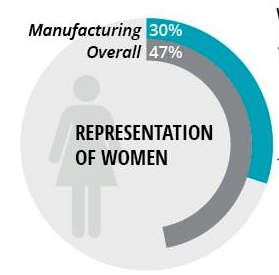 Manufacturing 30%
Overall 47%
REPRESENTATION
OF WOMEN